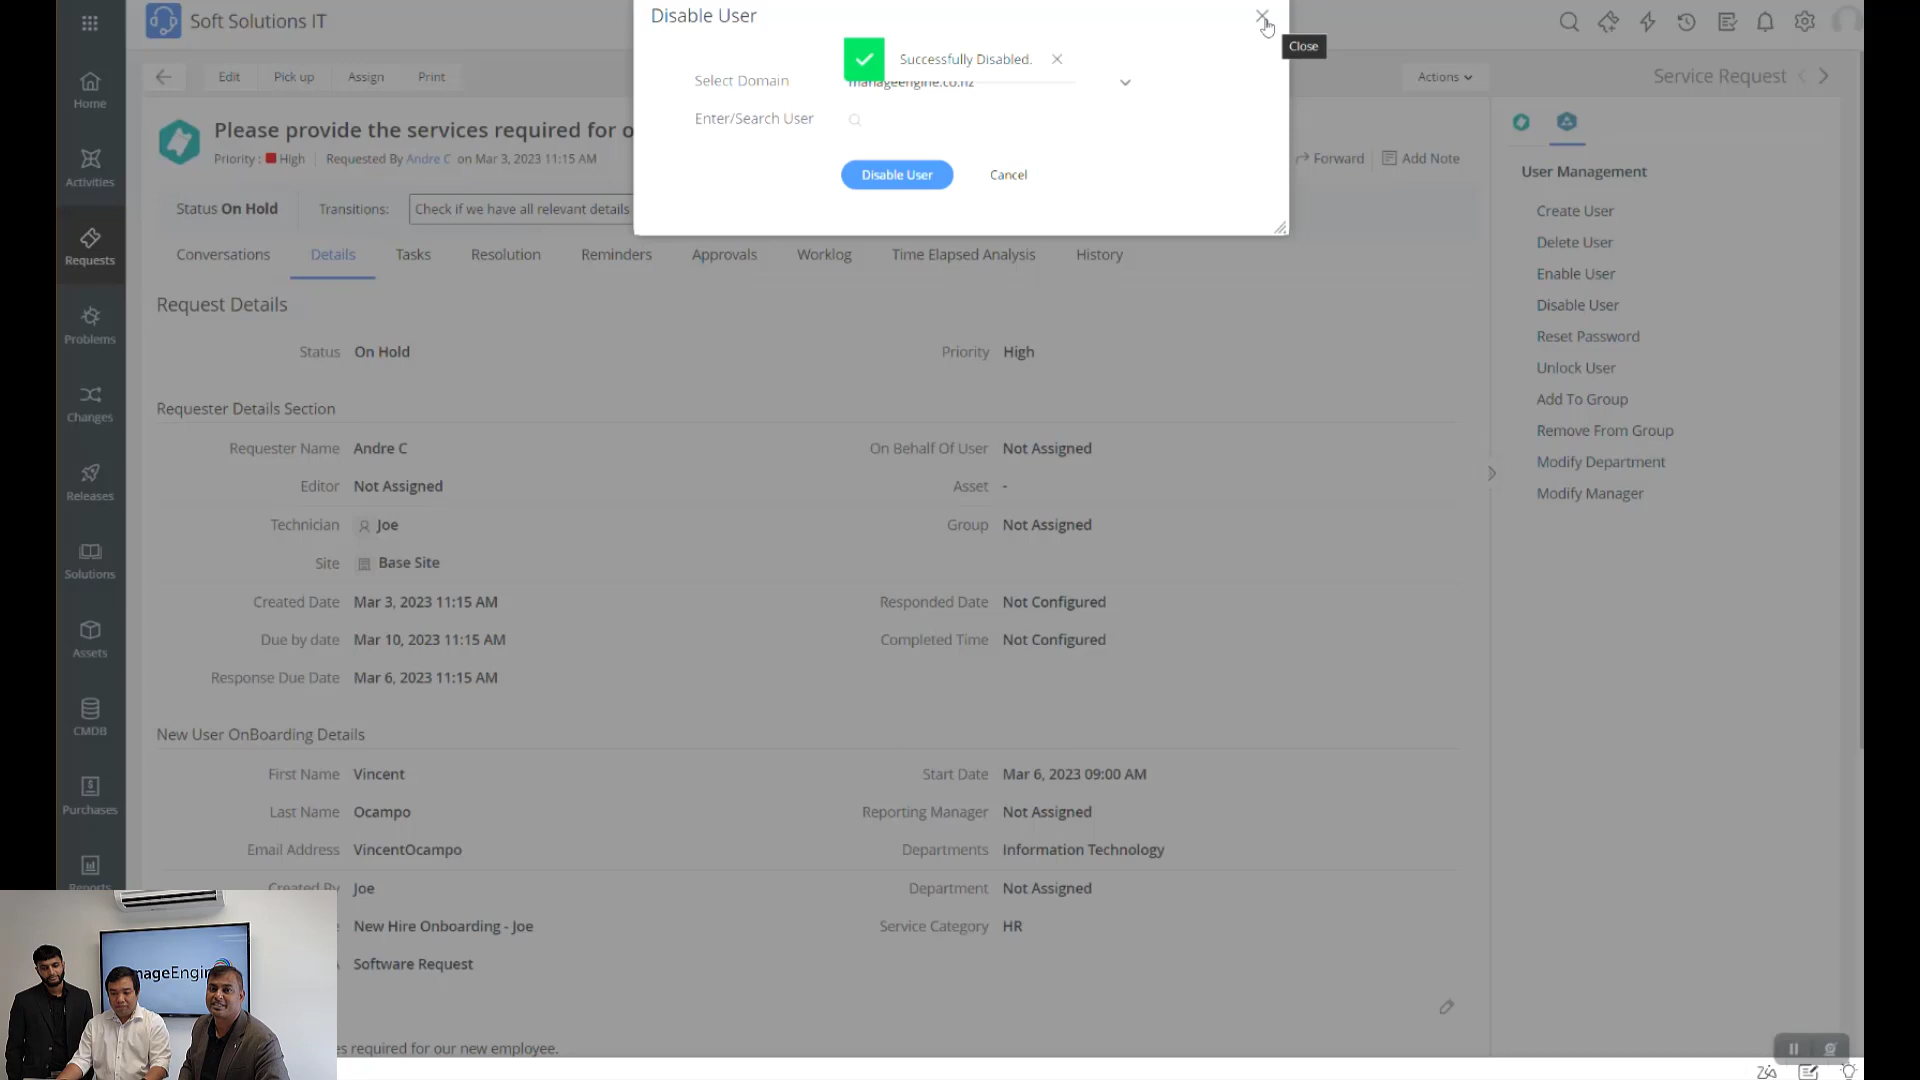 Soft Solutions IT
Disable User
Close
Successfully Disabled.
Select Domain manageengine.co.nz
Enter/Search User
Disable User Cancel
Edit Pick up Assign Print
Actions
Service Request
Please provide the services required for o
Priority : High Requested By Andre C on Mar 3, 2023 11:15 AM
Forward Add Note
Status On Hold Transitions: Check if we have all relevant details
Conversations Details Tasks Resolution Reminders Approvals Worklog Time Elapsed Analysis History
Request Details
Status On Hold Priority High
Requester Details Section
Requester Name Andre C On Behalf Of User Not Assigned
Editor Not Assigned Asset -
Technician Joe Group Not Assigned
Site Base Site
Created Date Mar 3, 2023 11:15 AM Responded Date Not Configured
Due by date Mar 10, 2023 11:15 AM Completed Time Not Configured
Response Due Date Mar 6, 2023 11:15 AM
New User OnBoarding Details
First Name Vincent Start Date Mar 6, 2023 09:00 AM
Last Name Ocampo Reporting Manager Not Assigned
Email Address VincentOcampo Departments Information Technology
Created By Joe Department Not Assigned
New Hire Onboarding - Joe Service Category HR
Software Request
es required for our new employee.
Home
Activities
Requests
Problems
Changes
Releases
Solutions
Assets
CMDB
Purchases
Reports
User Management
Create User
Delete User
Enable User
Disable User
Reset Password
Unlock User
Add To Group
Remove From Group
Modify Department
Modify Manager
nageEngin